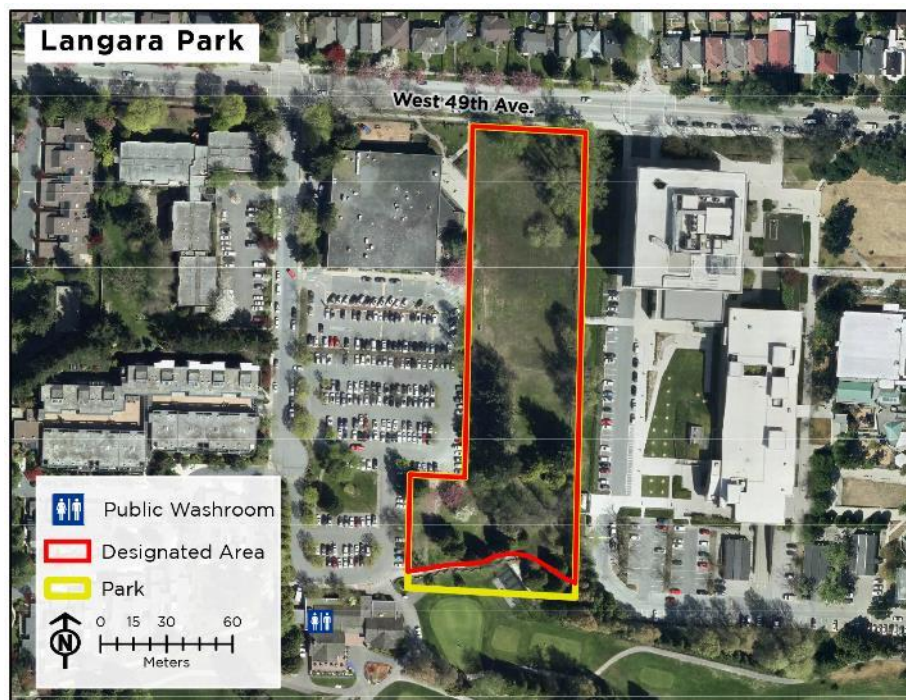 Langara Park
West 49th Ave.
Public Washroom
Designated Area
Park
N
0 15 30 60
Meters